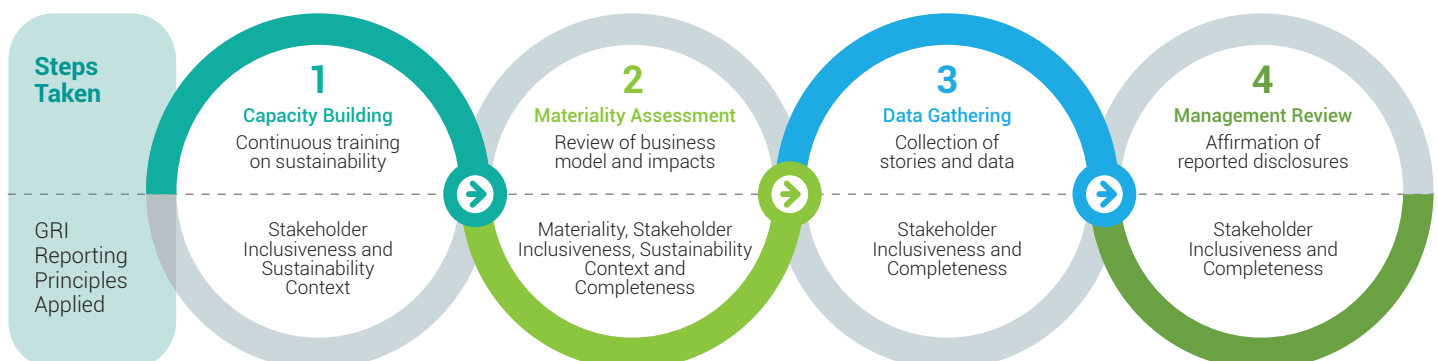 Steps
Taken
1
Capacity Building
Continuous training
on sustainability
2
Materiality Assessment
Review of business
model and impacts
3
Data Gathering
Collection of
stories and data
4
Management Review
Affirmation of
reported disclosures
GRI
Reporting
Principles
Applied
Stakeholder
Inclusiveness and
Sustainability
Context
Materiality, Stakeholder
Inclusiveness, Sustainability
Context and
Completeness
Stakeholder
Inclusiveness and
Completeness
Stakeholder
Inclusiveness and
Completeness